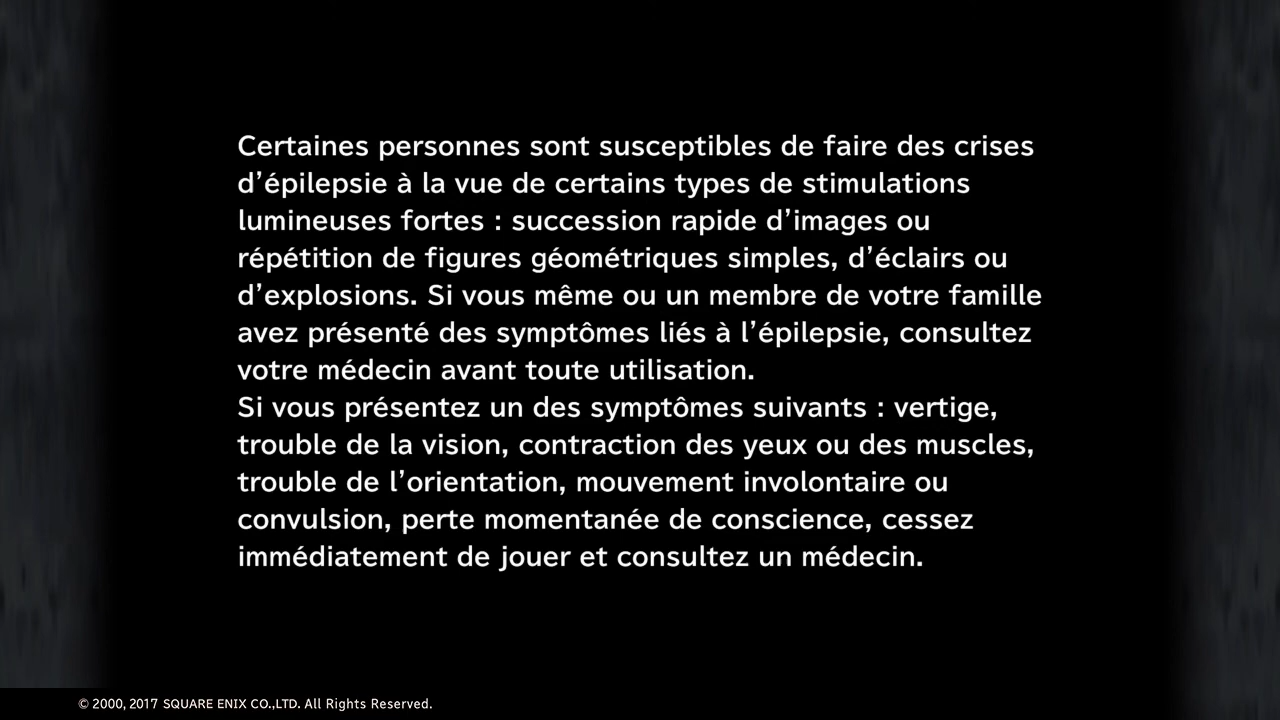 Certaines personnes sont susceptibles de faire des crises
d’épilepsie à la vue de certains types de stimulations
lumineuses fortes : succession rapide d’images ou
répétition de figures géométriques simples, d’éclairs ou
d’explosions. Si vous même ou un membre de votre famille
avez présenté des symptômes liés à l’épilepsie, consultez
votre médecin avant toute utilisation.
Si vous présentez un des symptômes suivants : vertige,
trouble de la vision, contraction des yeux ou des muscles,
trouble de l’orientation, mouvement involontaire ou
convulsion, perte momentanée de conscience, cessez
immédiatement de jouer et consultez un médecin.
© 2000, 2017 SQUARE ENIX CO.,LTD. All Rights Reserved.